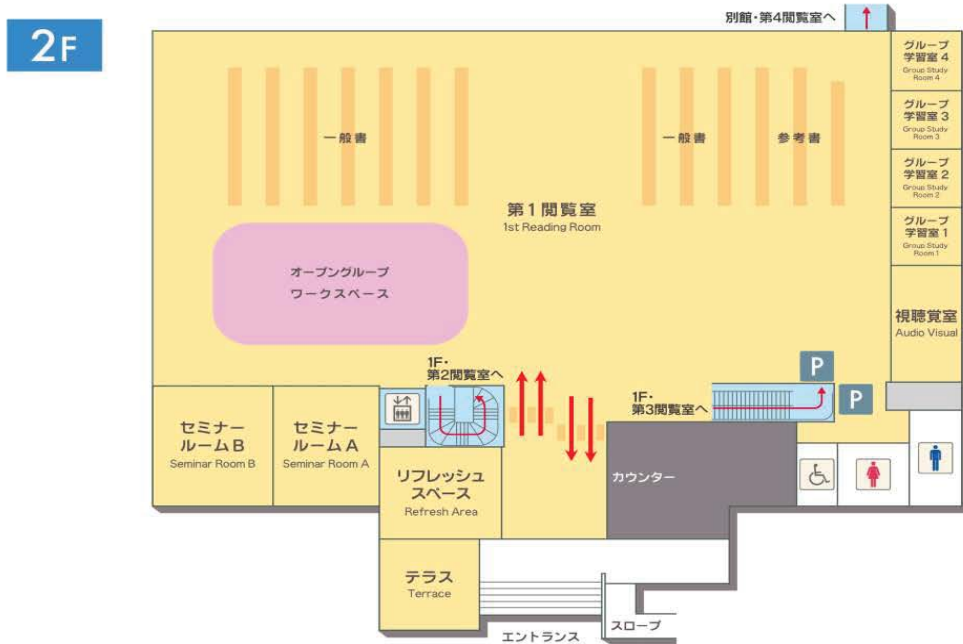 2F
別館・第4閲覧室へ
グループ
学習室 4
Group Study
Room 4
グループ
学習室 3
Group Study
Room 3
グループ
学習室 2
Group Study
Room 2
グループ
学習室 1
Group Study
Room 1
一般書
一般書
参考書
第1閲覧室
1st Reading Room
オープングループ
ワークスペース
視聴覚室
Audio Visual
1F・
第2閲覧室へ
1F・
第3閲覧室へ
P
P
セミナー
ルーム B
Seminar Room B
セミナー
ルーム A
Seminar Room A
リフレッシュ
スペース
Refresh Area
カウンター
テラス
Terrace
エントランス
スロープ